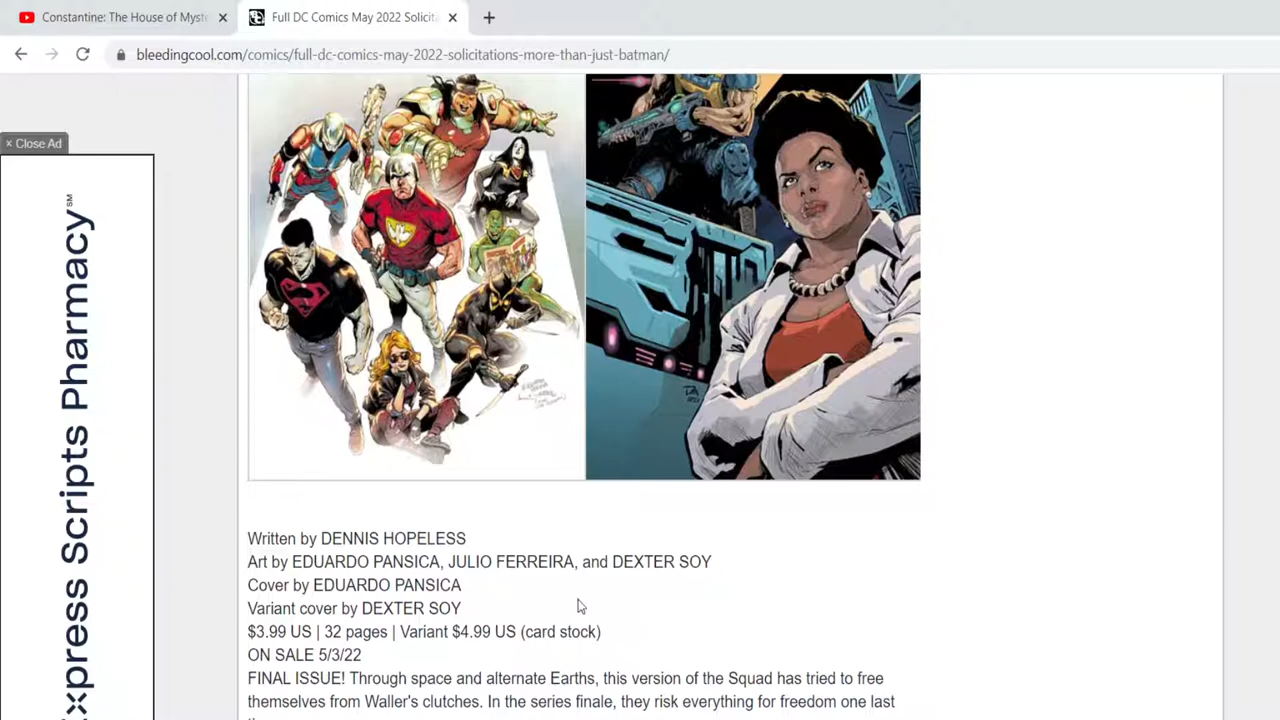 Constantine: The House of Myste
Full DC Comics May 2022 Solicita
bleedingcool.com/comics/full-dc-comics-may-2022-solicitations-more-than-just-batman/
× Close Ad
xpress Scripts Pharmacy℠
Written by DENNIS HOPELESS
Art by EDUARDO PANSICA, JULIO FERREIRA, and DEXTER SOY
Cover by EDUARDO PANSICA
Variant cover by DEXTER SOY
$3.99 US | 32 pages | Variant $4.99 US (card stock)
ON SALE 5/3/22
FINAL ISSUE! Through space and alternate Earths, this version of the Squad has tried to free
themselves from Waller's clutches. In the series finale, they risk everything for freedom one last